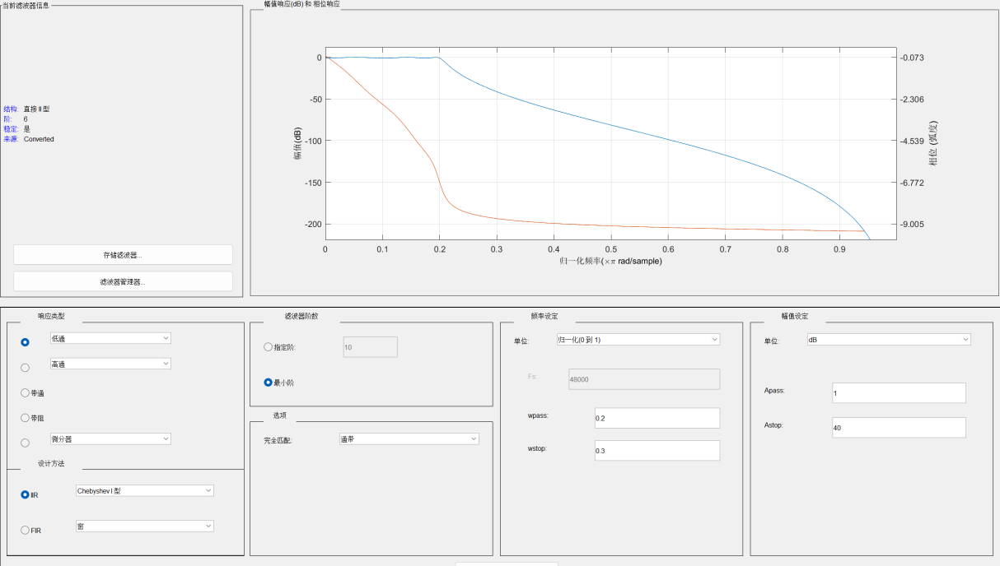 当前滤波器信息
结构: 直接 II 型
阶: 6
稳定: 是
来源: Converted
存储滤波器...
滤波器管理器...
幅值响应(dB) 和 相位响应
0
-50
-100
-150
-200
幅值(dB)
-0.073
-2.306
-4.539
-6.772
-9.005
相位 (弧度)
0 0.1 0.2 0.3 0.4 0.5 0.6 0.7 0.8 0.9
归一化频率(×π rad/sample)
响应类型
低通
高通
带通
带阻
微分器
设计方法
IIR Chebyshev I 型
FIR 窗
滤波器阶数
指定阶: 10
最小阶
选项
完全匹配: 通带
频率设定
单位: 归一化(0 到 1)
Fs: 48000
wpass: 0.2
wstop: 0.3
幅值设定
单位: dB
Apass: 1
Astop: 40